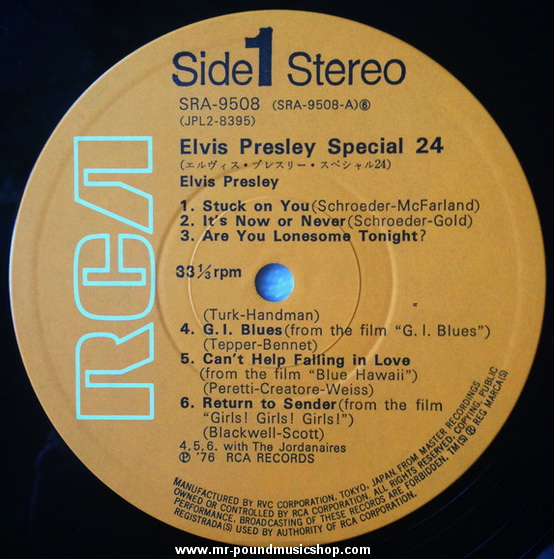 Side 1 Stereo
SRA-9508 (SRA-9508-A)⑥
(JPL2-8395)
Elvis Presley Special 24
(エルヴィス・プレスリー・スペシャル24)
Elvis Presley
1. Stuck on You(Schroeder-McFarland)
2. It's Now or Never(Schroeder-Gold)
3. Are You Lonesome Tonight?
33 1/3 rpm
(Turk-Handman)
4. G. I. Blues(from the film "G. I. Blues")
(Tepper-Bennet)
5. Can't Help Falling in Love
(from the film "Blue Hawaii")
(Peretti-Creatore-Weiss)
6. Return to Sender(from the film
"Girls! Girls! Girls!")
(Blackwell-Scott)
4,5,6. with The Jordanaires
Ⓟ '76 RCA RECORDS
RCA
MANUFACTURED BY RVC CORPORATION, TOKYO, JAPAN, FROM MASTER RECORDINGS
OWNED OR CONTROLLED BY RCA CORPORATION. ALL RIGHTS RESERVED, COPYING, PUBLIC
PERFORMANCE, BROADCASTING OF THESE RECORDS ARE FORBIDDEN. TM(S) ® REG MARCA(S)
REGISTRADA(S) USED BY AUTHORITY OF RCA CORPORATION.
www.mr-poundmusicshop.com